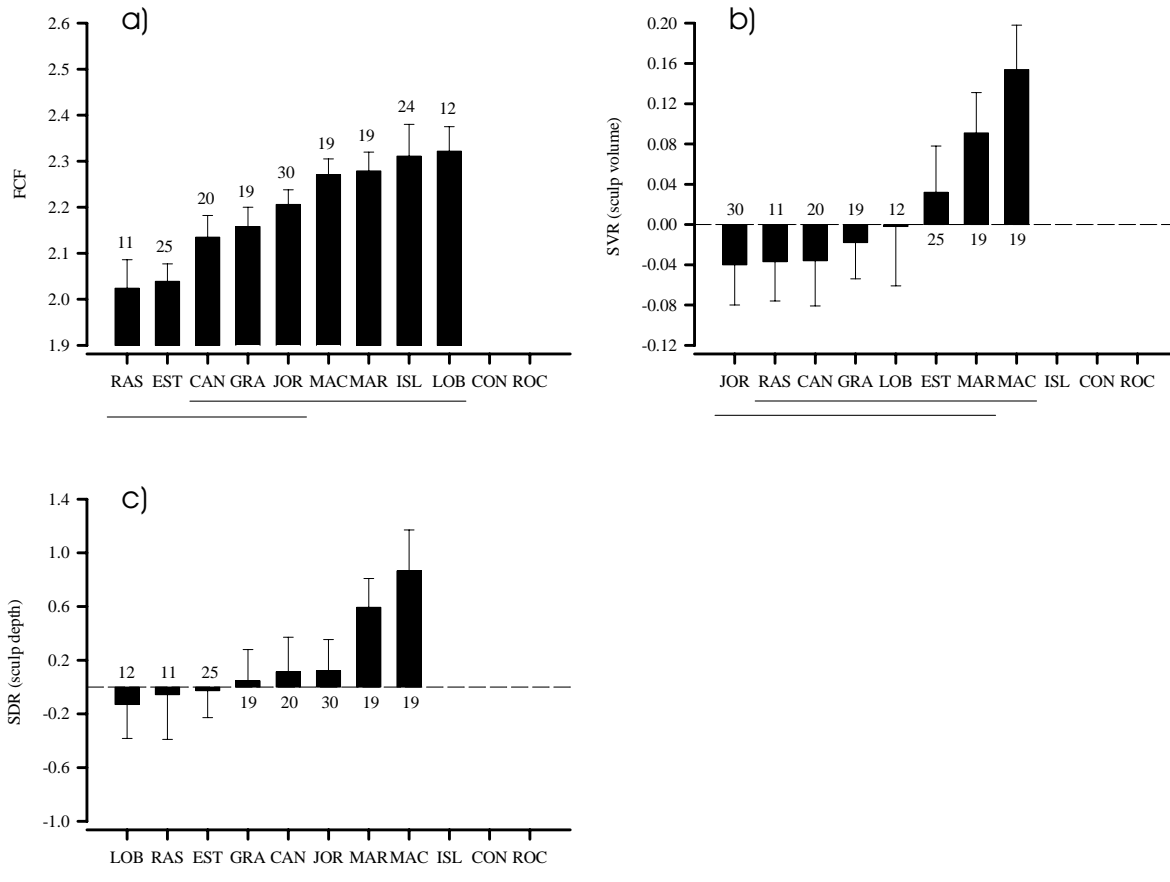 a)
2.6
2.5
2.4
2.3
2.2
2.1
2.0
1.9
FCF
11 25 20 19 30 19 19 24 12
RAS EST CAN GRA JOR MAC MAR ISL LOB CON ROC
b)
0.20
0.16
0.12
0.08
0.04
0.00
-0.04
-0.08
-0.12
SVR (sculp volume)
30 11 20 19 12
25 19 19
JOR RAS CAN GRA LOB EST MAR MAC ISL CON ROC
c)
1.4
1.0
0.6
0.2
-0.2
-0.6
-1.0
SDR (sculp depth)
12 11 25
19 20 30 19 19
LOB RAS EST GRA CAN JOR MAR MAC ISL CON ROC